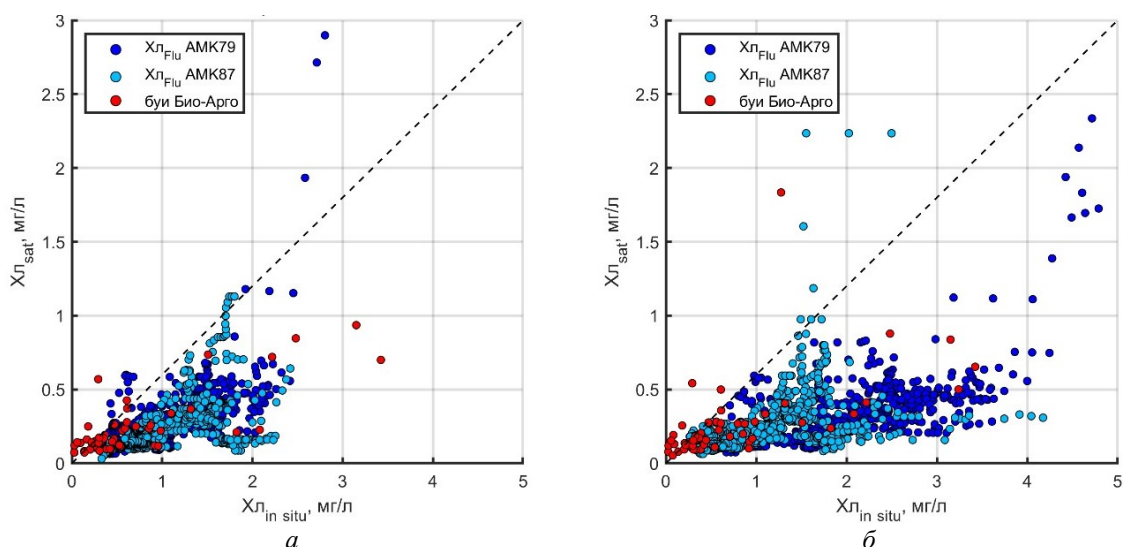 3
2.5
2
1.5
1
0.5
0
Хл_sat, мг/л
Хл_Flu АМК79
Хл_Flu АМК87
буи Био-Арго
0 1 2 3 4 5
Хл_in situ, мг/л
а
3
2.5
2
1.5
1
0.5
0
Хл_sat, мг/л
Хл_Flu АМК79
Хл_Flu АМК87
буи Био-Арго
0 1 2 3 4 5
Хл_in situ, мг/л
б